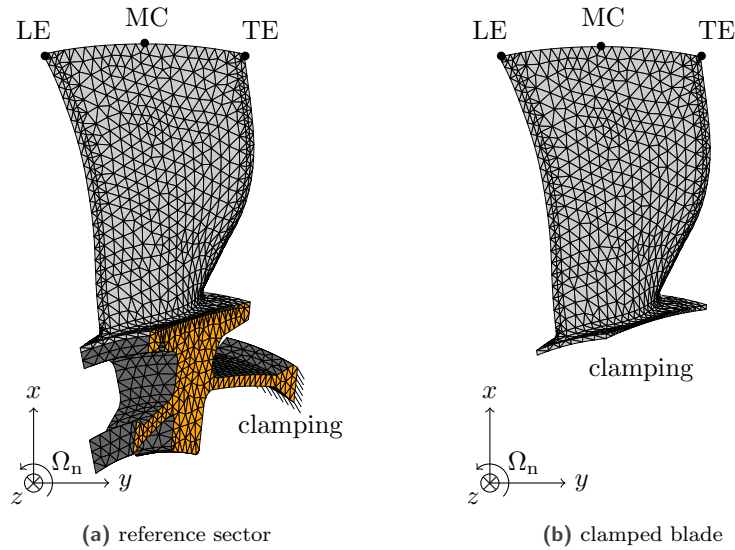 LE MC TE
clamping
x
Ωn
z y
(a) reference sector
LE MC TE
clamping
x
Ωn
z y
(b) clamped blade